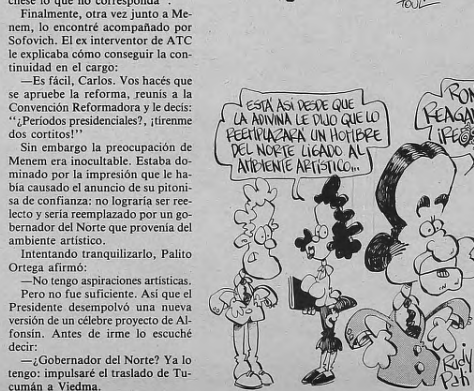 chese lo que no corresponda".
Finalmente, otra vez junto a Me-
nem, lo encontré acompañado por
Sofovich. El ex interventor de ATC
le explicaba cómo conseguir la con-
tinuidad en el cargo:
—Es fácil, Carlos. Vos hacés que
se apruebe la reforma, reunís a la
Convención Reformadora y le decís:
"¿Períodos presidenciales?, ¡tirenme
dos cortitos!"
Sin embargo la preocupación de
Menem era inocultable. Estaba do-
minado por la impresión que le ha-
bía causado el anuncio de su pitoni-
sa de confianza: no lograría ser ree-
lecto y sería reemplazado por un go-
bernador del Norte que provenía del
ambiente artístico.
Intentando tranquilizarlo, Palito
Ortega afirmó:
—No tengo aspiraciones artísticas.
Pero no fue suficiente. Así que el
Presidente desempolvó una nueva
versión de un célebre proyecto de Al-
fonsín. Antes de irme lo escuché
decir:
—¿Gobernador del Norte? Ya lo
tengo: impulsaré el traslado de Tu-
cumán a Viedma.
ESTÁ ASÍ DESDE QUE
LA ADIVINA LE DIJO QUE LO
REEMPLAZARÁ UN HOMBRE
DEL NORTE LIGADO AL
AMBIENTE ARTÍSTICO...
REAGAN
Rudy